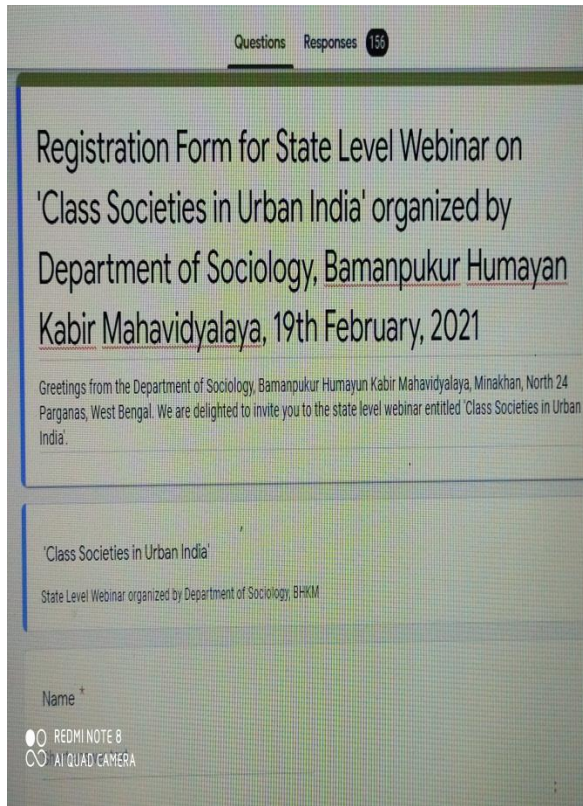 Questions Responses 156
Registration Form for State Level Webinar on
'Class Societies in Urban India' organized by
Department of Sociology, Bamanpukur Humayan
Kabir Mahavidyalaya, 19th February, 2021
Greetings from the Department of Sociology, Bamanpukur Humayun Kabir Mahavidyalaya, Minakhan, North 24
Parganas, West Bengal. We are delighted to invite you to the state level webinar entitled 'Class Societies in Urban
India'.
'Class Societies in Urban India'
State Level Webinar organized by Department of Sociology, BHKM
Name *
REDMI NOTE 8
AI QUAD CAMERA